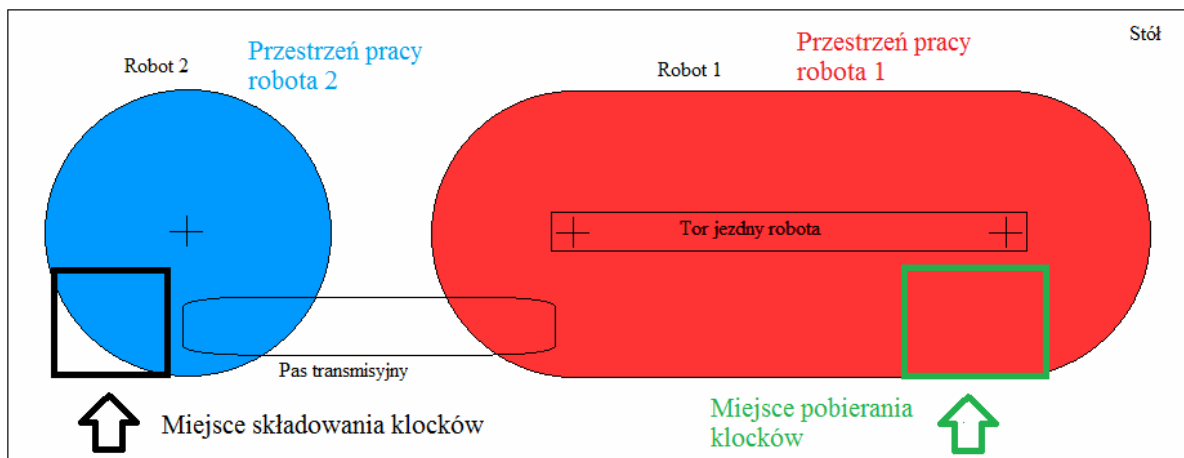 Stół
Przestrzeń pracy
robota 2
Robot 2
Przestrzeń pracy
robota 1
Robot 1
Tor jezdny robota
Pas transmisyjny
Miejsce składowania klocków
Miejsce pobierania
klocków